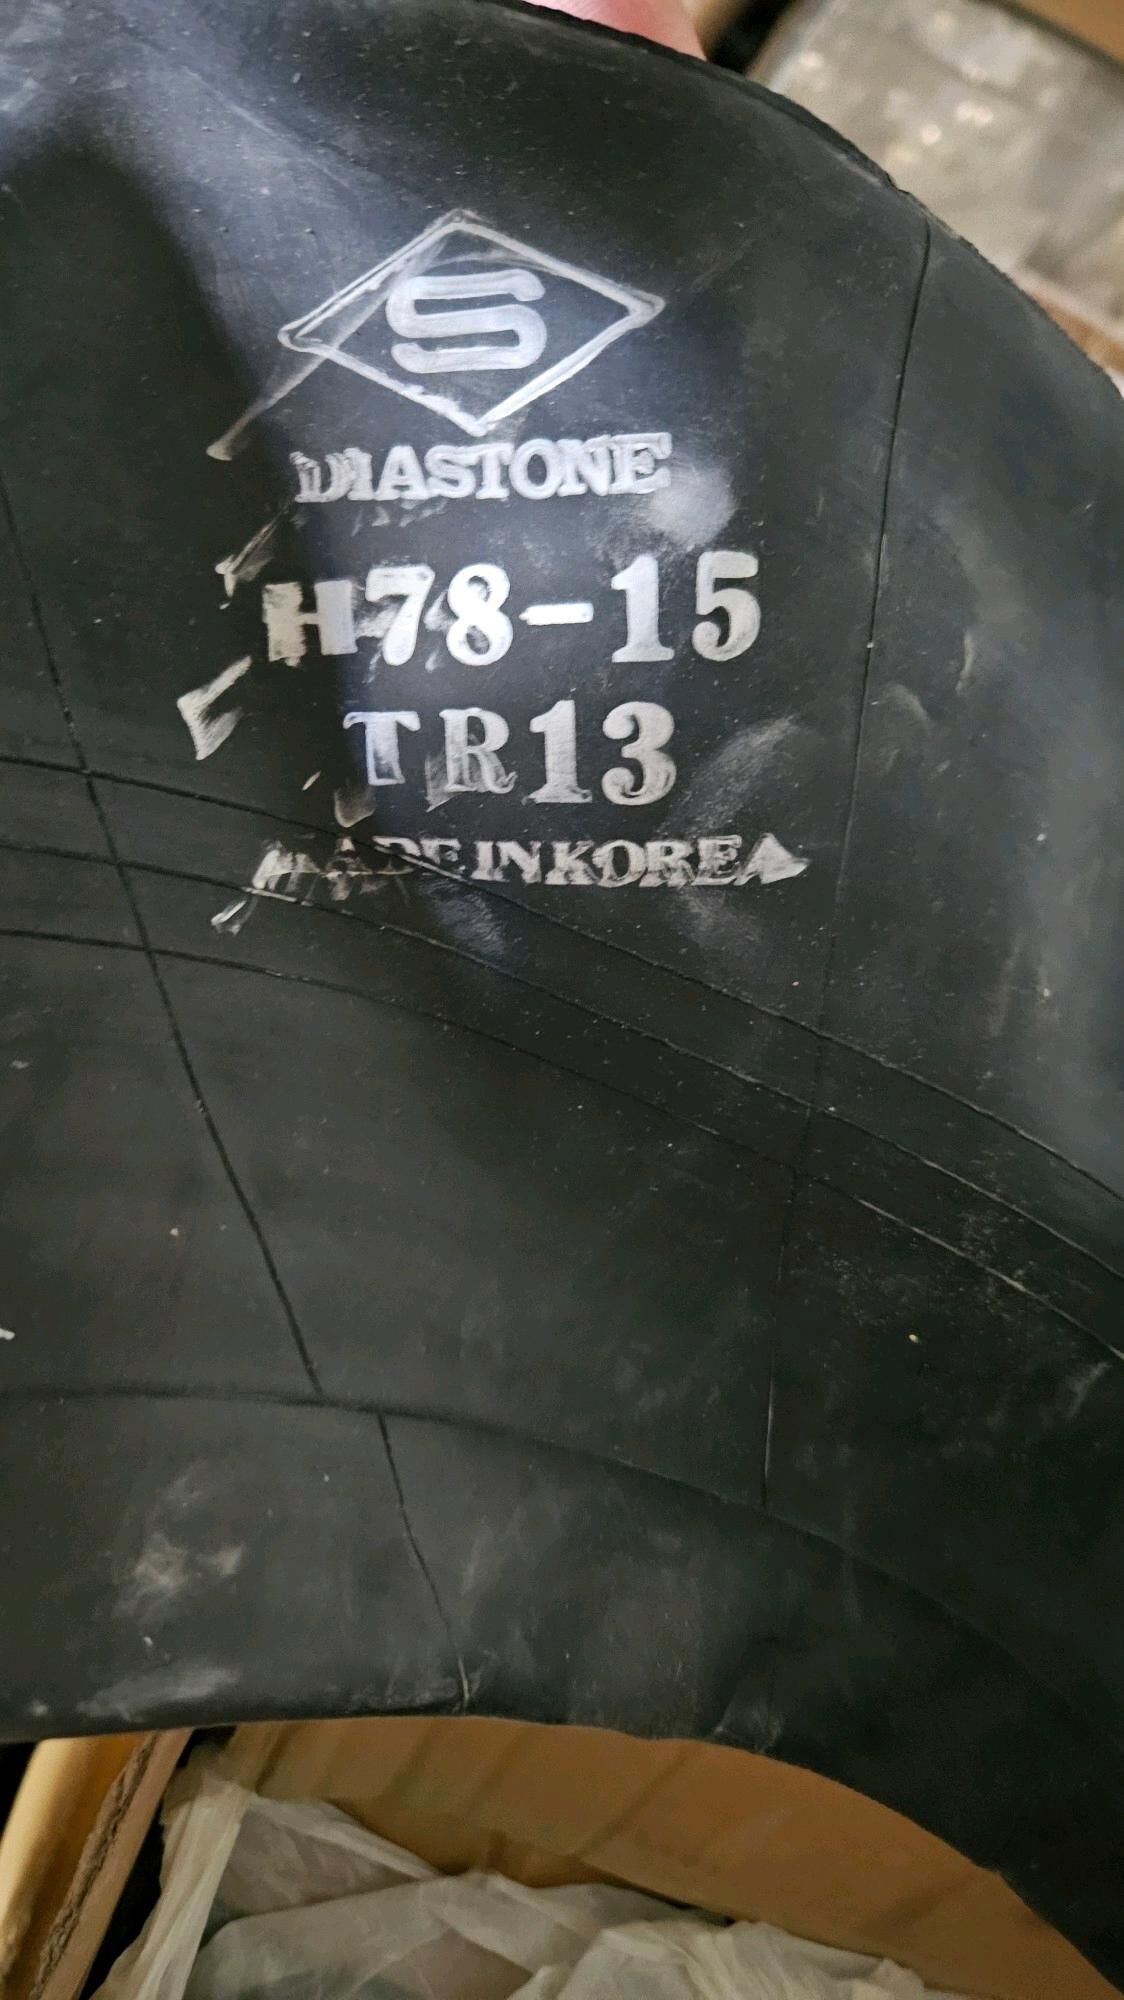 S
DIASTONE
H78-15
TR13
MADE IN KOREA